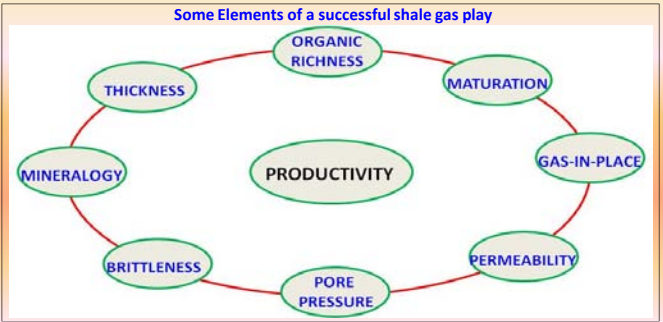 Some Elements of a successful shale gas play
ORGANIC
RICHNESS
MATURATION
THICKNESS
GAS-IN-PLACE
PRODUCTIVITY
MINERALOGY
PERMEABILITY
BRITTLENESS
PORE
PRESSURE